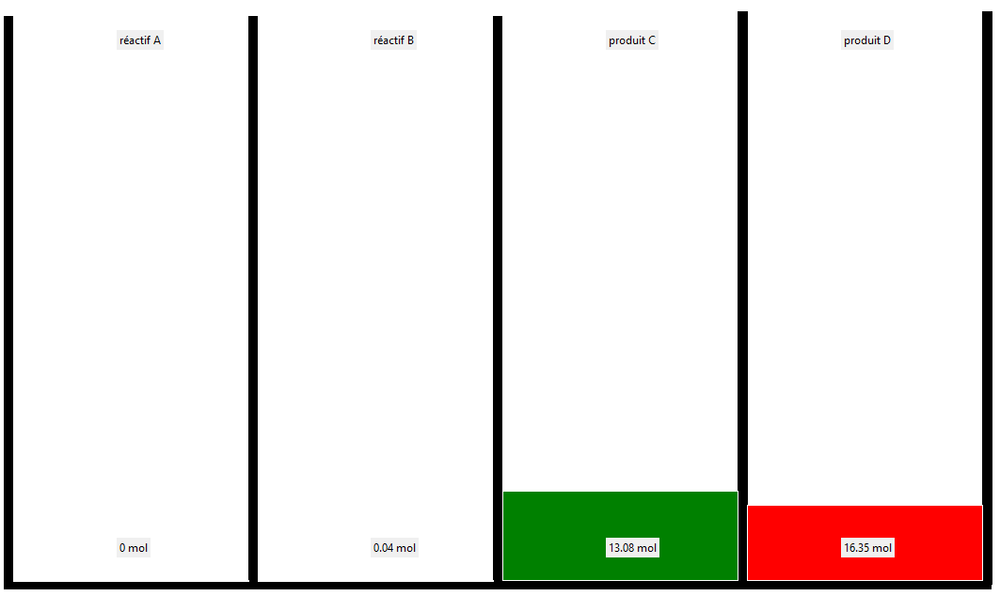 réactif A
réactif B
produit C
produit D
0 mol
0.04 mol
13.08 mol
16.35 mol